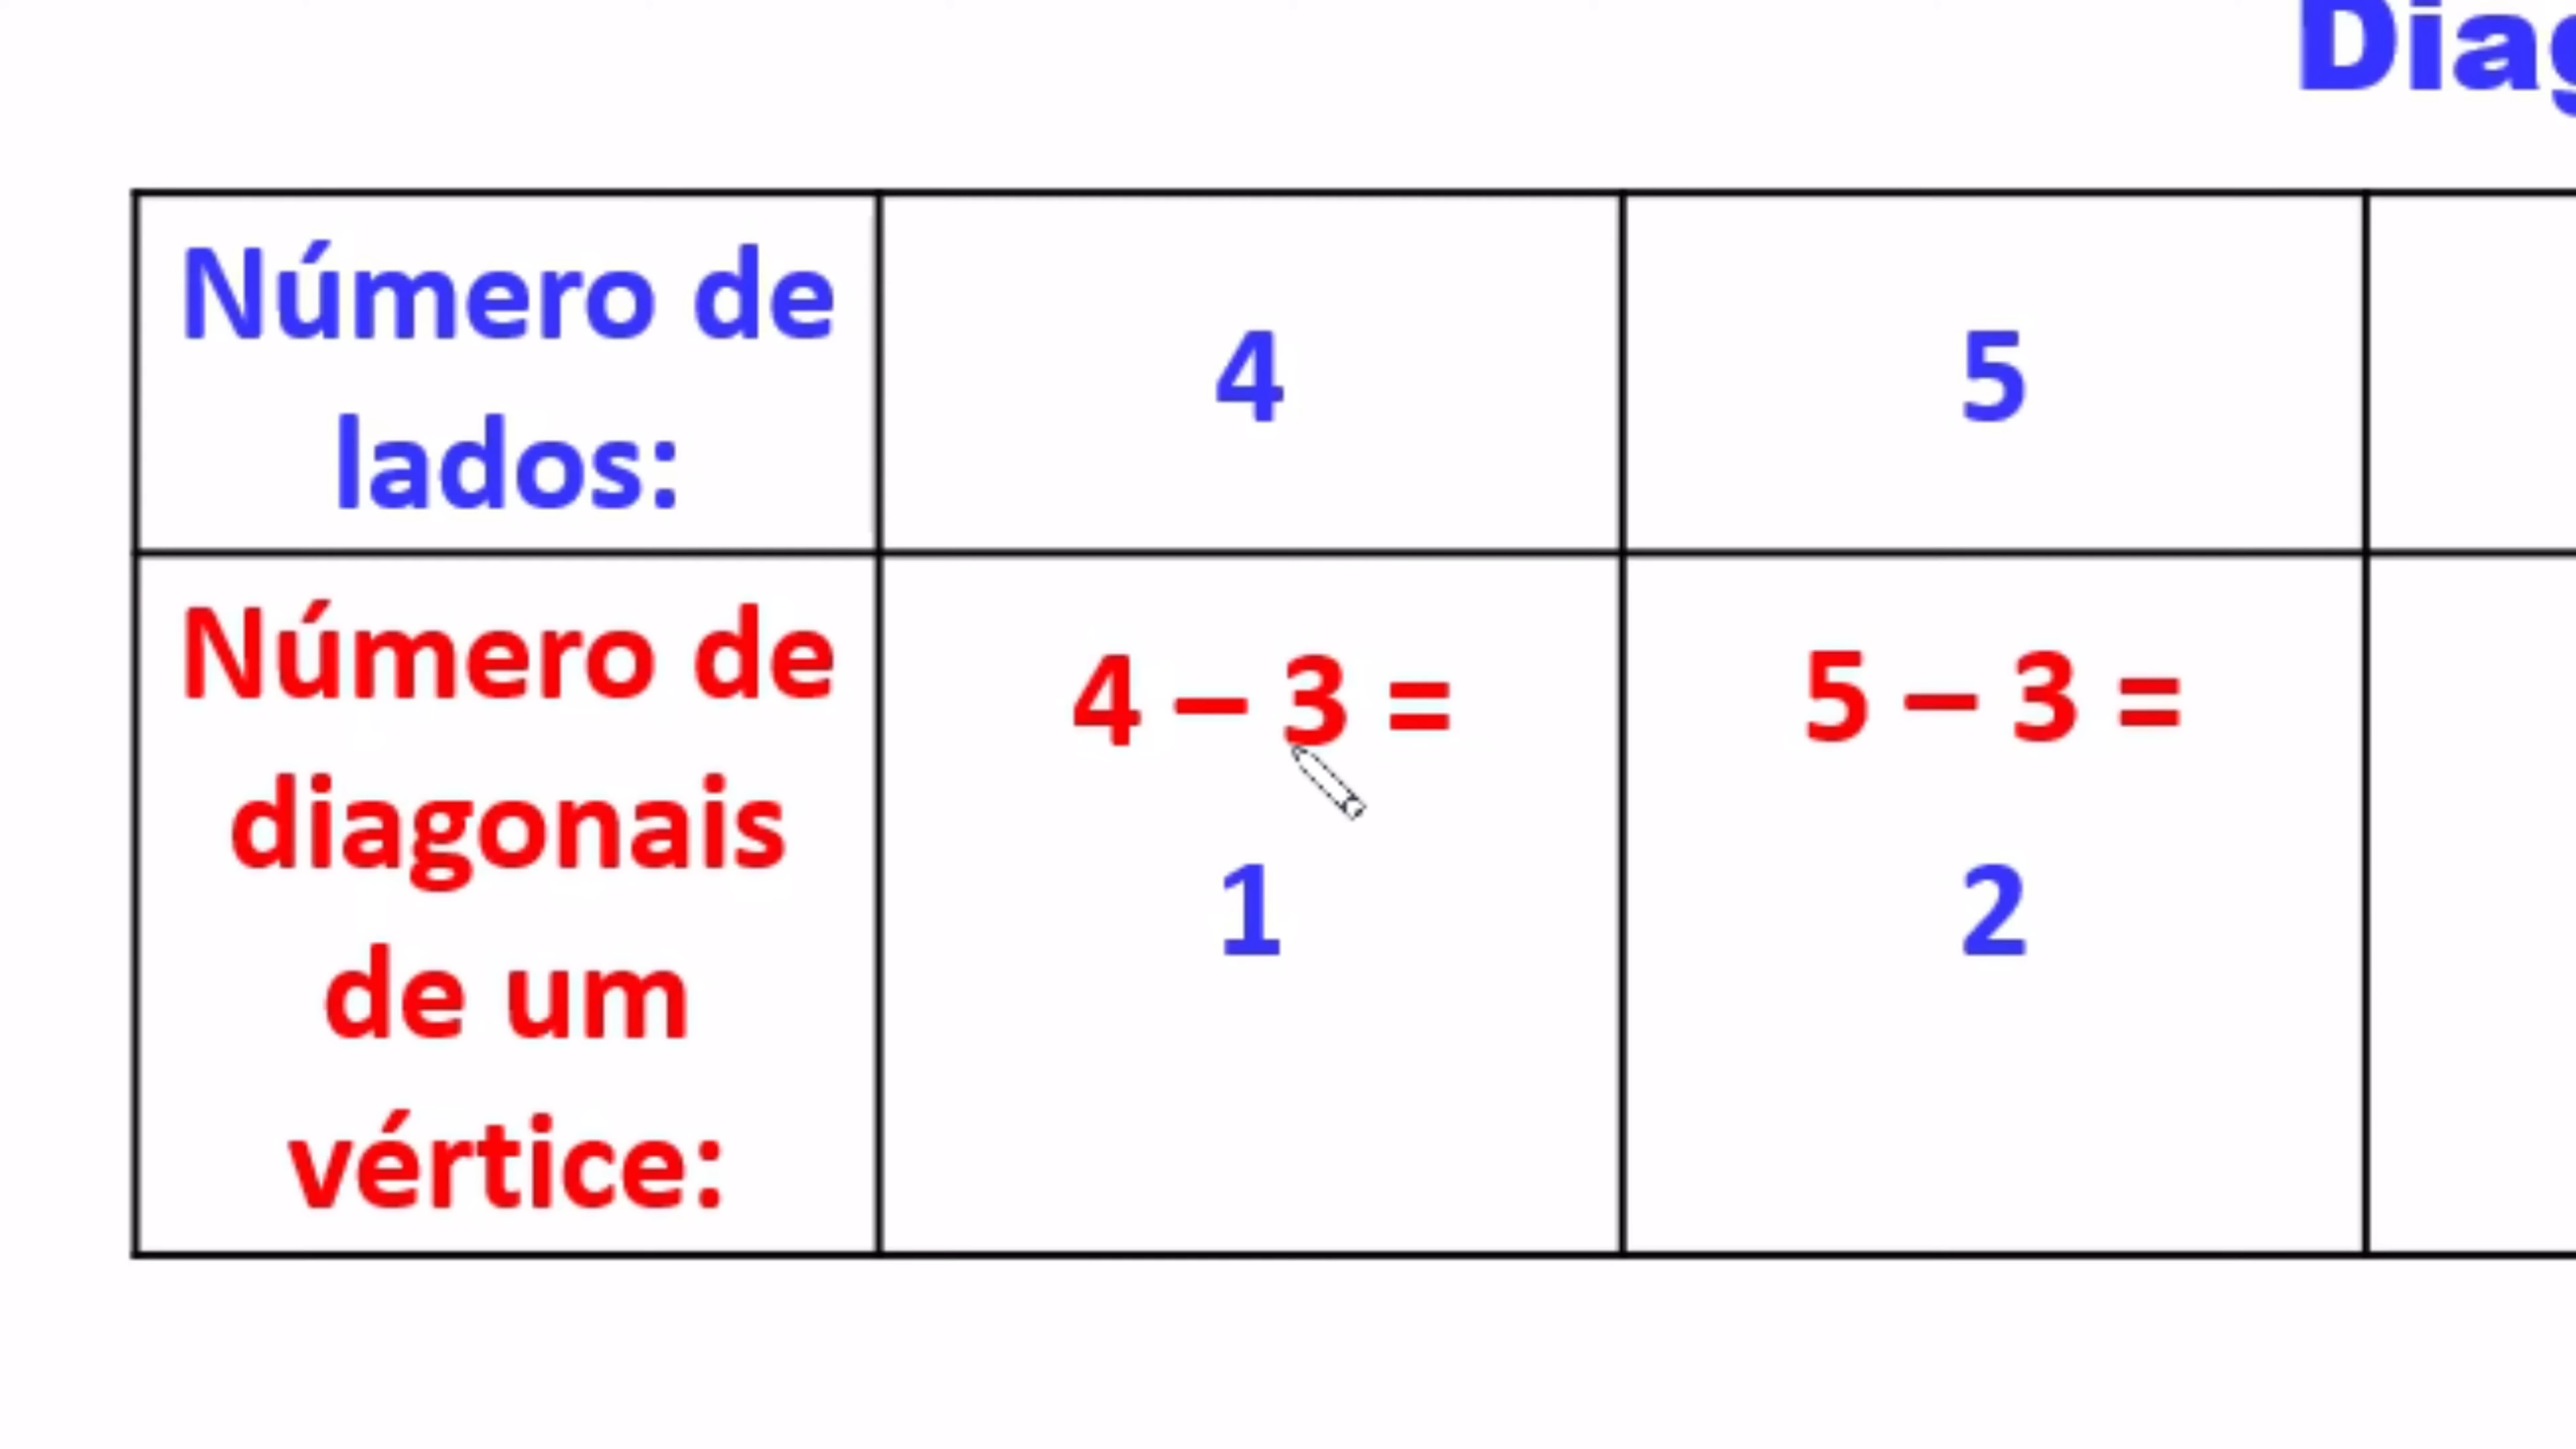 Diag
Número de
lados:
4
5
Número de
diagonais
de um
vértice:
4 – 3 =
1
5 – 3 =
2